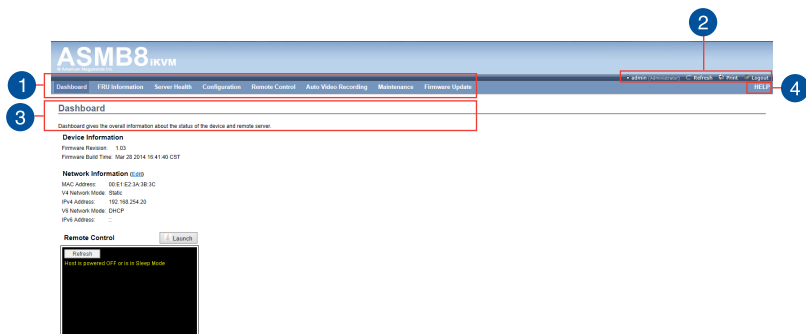 2
ASMB8 iKVM
© American Megatrends Inc.
admin (Administrator) Refresh Print Logout
1
Dashboard FRU Information Server Health Configuration Remote Control Auto Video Recording Maintenance Firmware Update HELP
4
Dashboard
3
Dashboard gives the overall information about the status of the device and remote server.
Device Information
Firmware Revision: 1.03
Firmware Build Time: Mar 28 2014 16:41:40 CST
Network Information (Edit)
MAC Address: 00:E1:E2:3A:3B:3C
V4 Network Mode: Static
IPv4 Address: 192.168.254.20
V6 Network Mode: DHCP
IPv6 Address: ::
Remote Control Launch
Refresh
Host is powered OFF or is in Sleep Mode